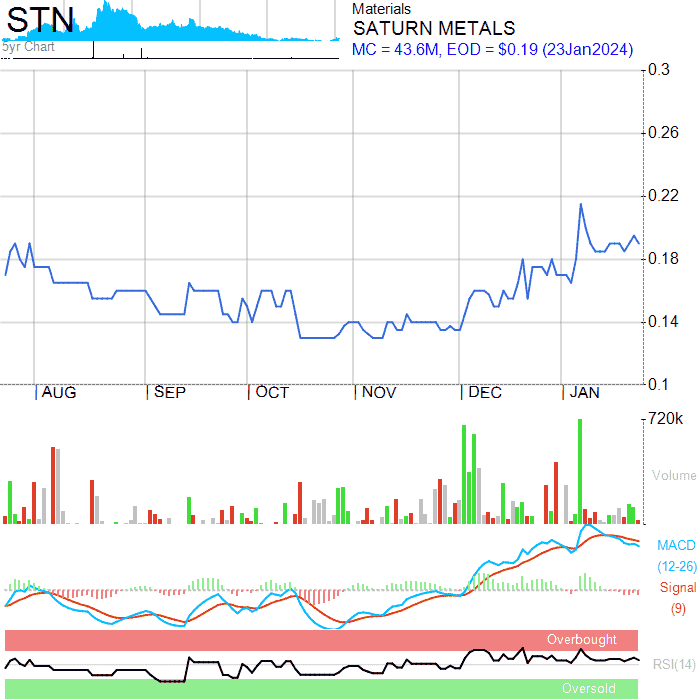 STN
5yr Chart
Materials
SATURN METALS
MC = 43.6M, EOD = $0.19 (23Jan2024)
0.3
0.26
0.22
0.18
0.14
0.1
AUG SEP OCT NOV DEC JAN
720k
Volume
MACD
(12-26)
Signal
(9)
Overbought
RSI(14)
Oversold